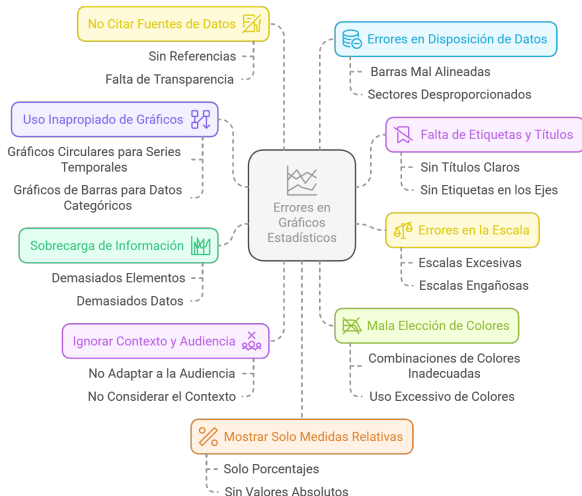 No Citar Fuentes de Datos
Sin Referencias
Falta de Transparencia
Uso Inapropiado de Gráficos
Gráficos Circulares para Series
Temporales
Gráficos de Barras para Datos
Categóricos
Sobrecarga de Información
Demasiados Elementos
Demasiados Datos
Ignorar Contexto y Audiencia
No Adaptar a la Audiencia
No Considerar el Contexto
Errores en
Gráficos
Estadísticos
Errores en Disposición de Datos
Barras Mal Alineadas
Sectores Desproporcionados
Falta de Etiquetas y Títulos
Sin Títulos Claros
Sin Etiquetas en los Ejes
Errores en la Escala
Escalas Excesivas
Escalas Engañosas
Mala Elección de Colores
Combinaciones de Colores
Inadecuadas
Uso Excesivo de Colores
Mostrar Solo Medidas Relativas
Solo Porcentajes
Sin Valores Absolutos